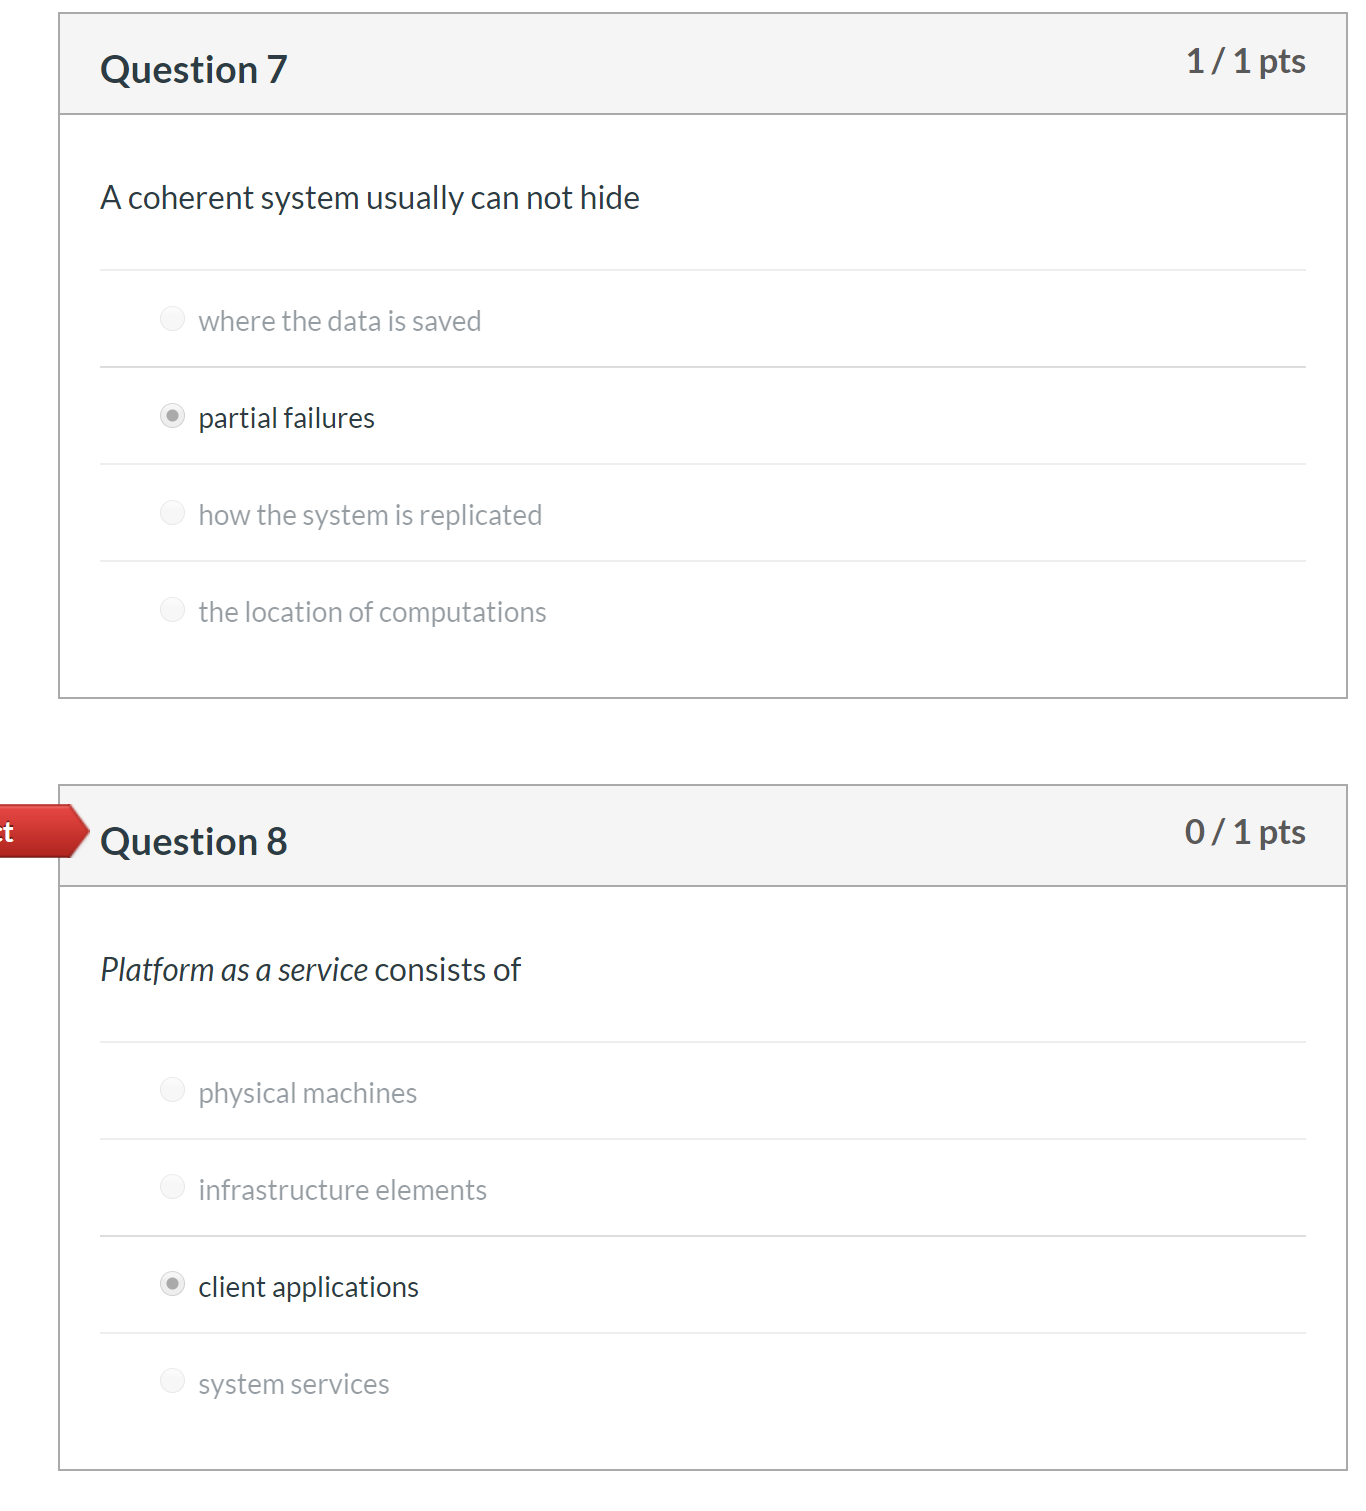 Question 7
1 / 1 pts
A coherent system usually can not hide
where the data is saved
partial failures
how the system is replicated
the location of computations
ct
Question 8
0 / 1 pts
Platform as a service consists of
physical machines
infrastructure elements
client applications
system services